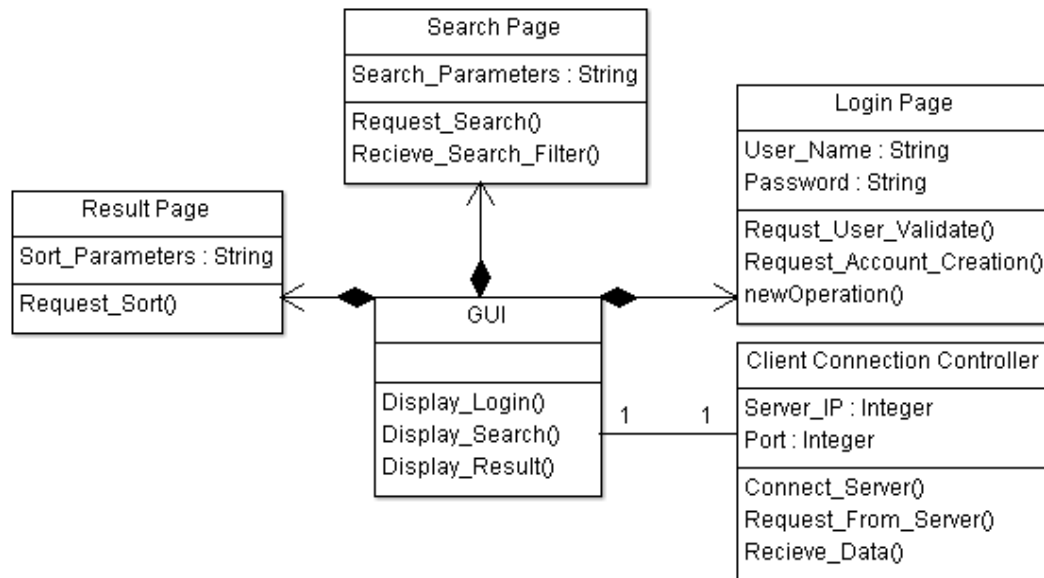 Search Page
Search_Parameters : String
Request_Search()
Recieve_Search_Filter()
Login Page
User_Name : String
Password : String
Requst_User_Validate()
Request_Account_Creation()
newOperation()
Result Page
Sort_Parameters : String
Request_Sort()
GUI
Display_Login()
Display_Search()
Display_Result()
1 1
Client Connection Controller
Server_IP : Integer
Port : Integer
Connect_Server()
Request_From_Server()
Recieve_Data()